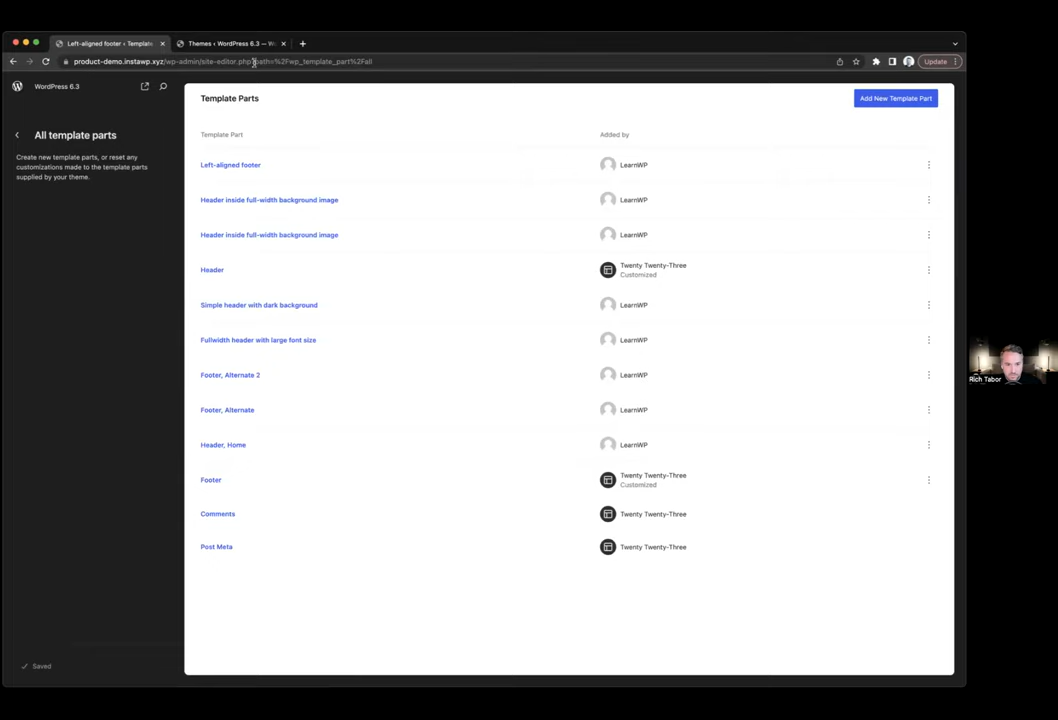 Left-aligned footer ‹ Template
Themes ‹ WordPress 6.3 — W
product-demo.instawp.xyz/wp-admin/site-editor.php?path=%2Fwp_template_part%2Fall
Update
WordPress 6.3
All template parts
Create new template parts, or reset any
customizations made to the template parts
supplied by your theme.
Saved
Template Parts
Add New Template Part
Template Part
Added by
Left-aligned footer
LearnWP
Header inside full-width background image
LearnWP
Header inside full-width background image
LearnWP
Header
Twenty Twenty-Three
Customized
Simple header with dark background
LearnWP
Fullwidth header with large font size
LearnWP
Footer, Alternate 2
LearnWP
Footer, Alternate
LearnWP
Header, Home
LearnWP
Footer
Twenty Twenty-Three
Customized
Comments
Twenty Twenty-Three
Post Meta
Twenty Twenty-Three
Rich Tabor